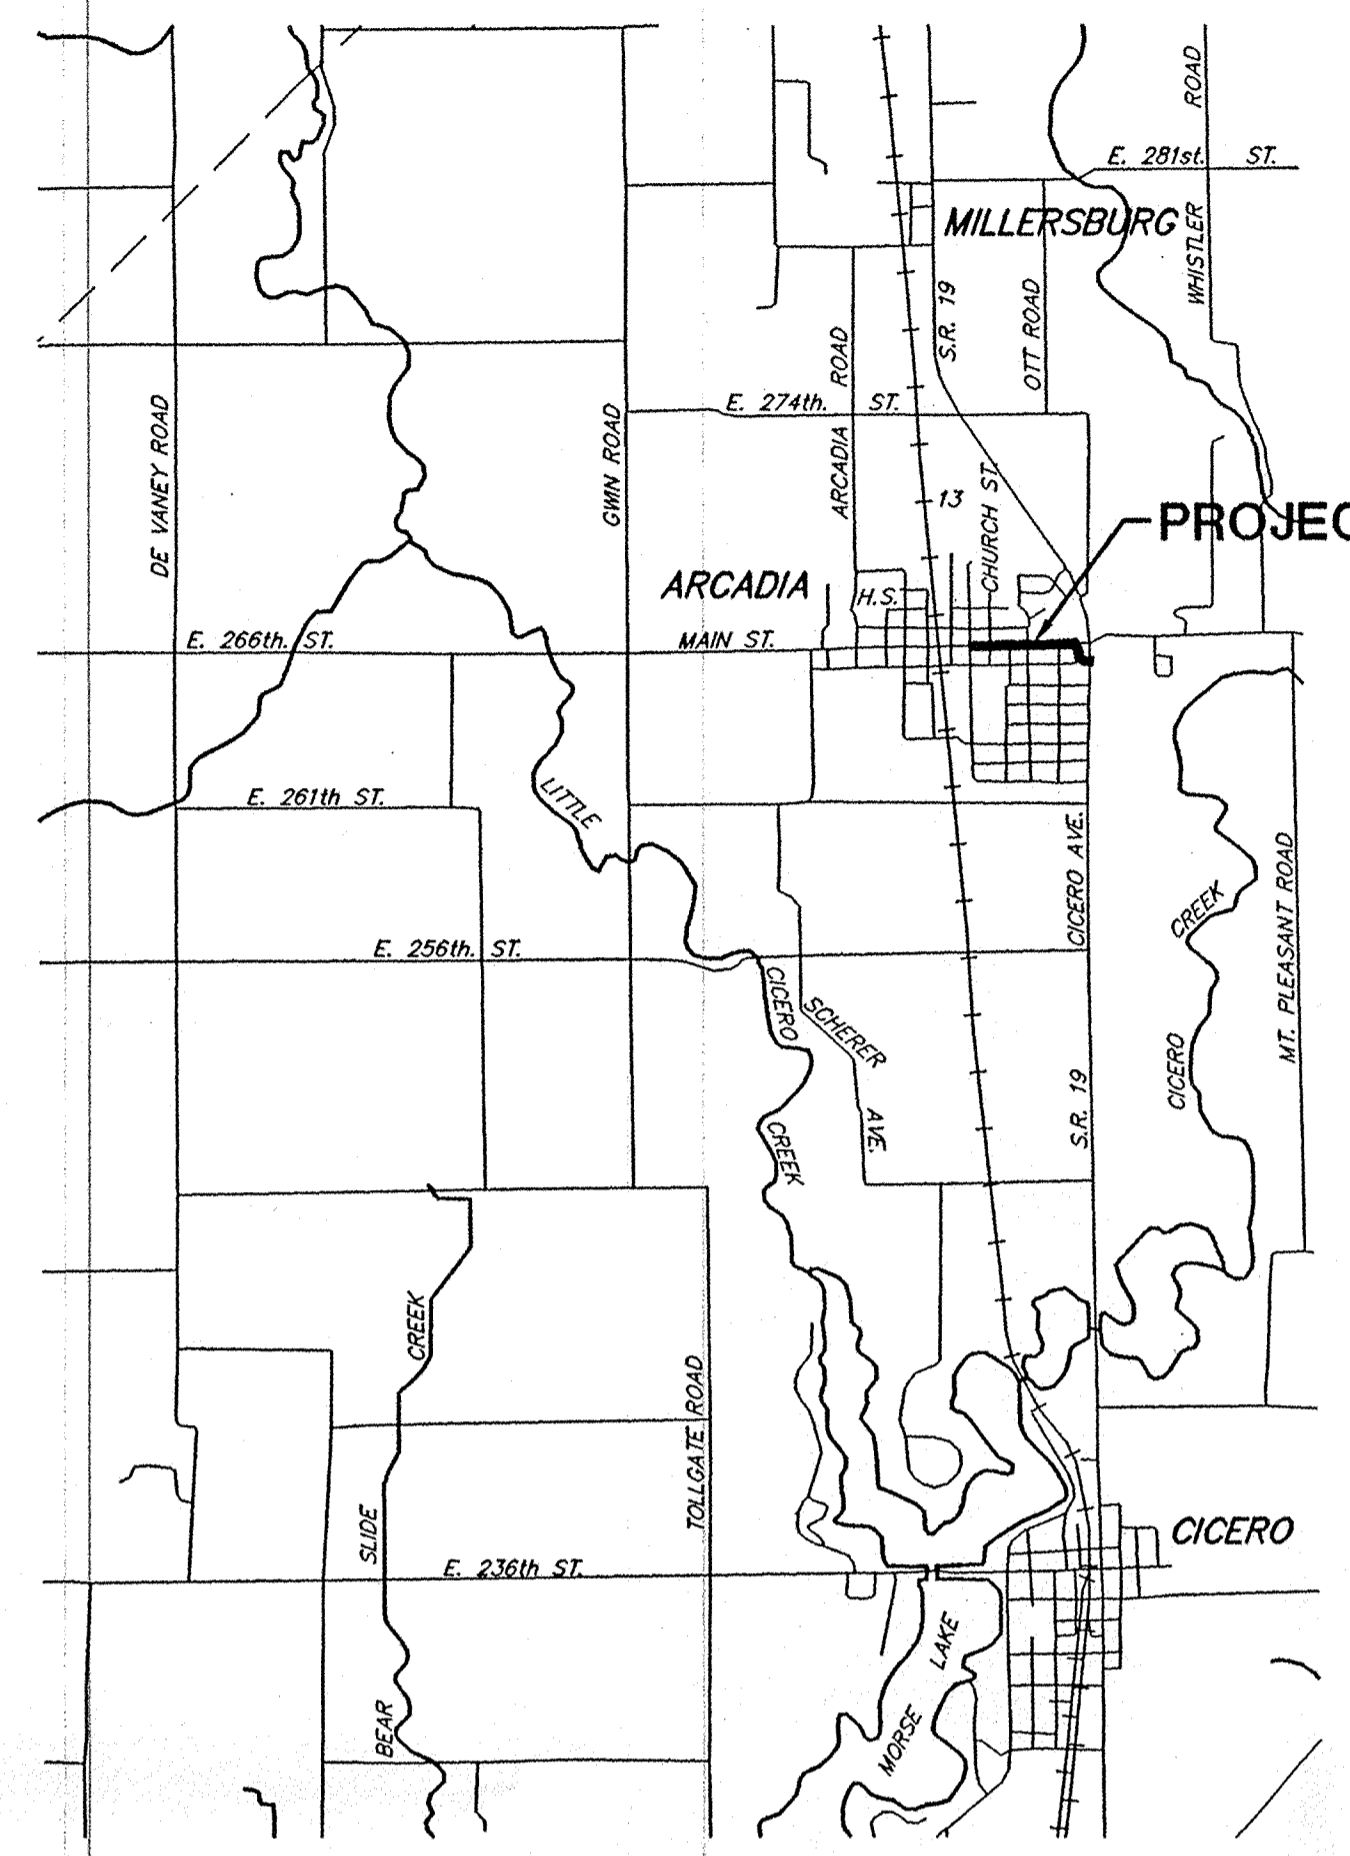 ROAD
E. 281st. ST.
MILLERSBURG
WHISTLER
S.R. 19
OTT ROAD
ARCADIA ROAD
E. 274th. ST.
DE VANEY ROAD
GWN ROAD
ARCADIA
13
CHURCH ST.
PROJEC
ARCADIA
H.S.
E. 266th. ST.
MAIN ST.
LITTLE
E. 261th ST.
CICERO AVE.
MT. PLEASANT ROAD
CREEK
E. 256th. ST.
CICERO
SCHERER
CICERO
S.R. 19
AVE.
CREEK
CREEK
TOLLGATE ROAD
SLIDE
CICERO
E. 236th ST.
LAKE
BEAR
MORSE